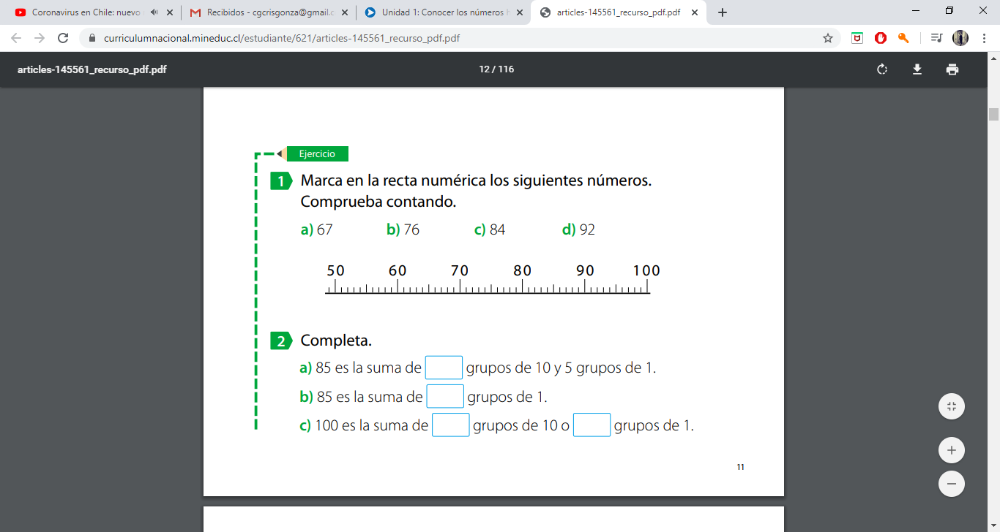 Coronavirus en Chile: nuevo
Recibidos - cgcrisgonza@gmail.c
Unidad 1: Conocer los números h
articles-145561_recurso_pdf.pdf
curriculumnacional.mineduc.cl/estudiante/621/articles-145561_recurso_pdf.pdf
articles-145561_recurso_pdf.pdf
12 / 116
Ejercicio
1 Marca en la recta numérica los siguientes números.
Comprueba contando.
a) 67 b) 76 c) 84 d) 92
50 60 70 80 90 100
2 Completa.
a) 85 es la suma de grupos de 10 y 5 grupos de 1.
b) 85 es la suma de grupos de 1.
c) 100 es la suma de grupos de 10 o grupos de 1.
11